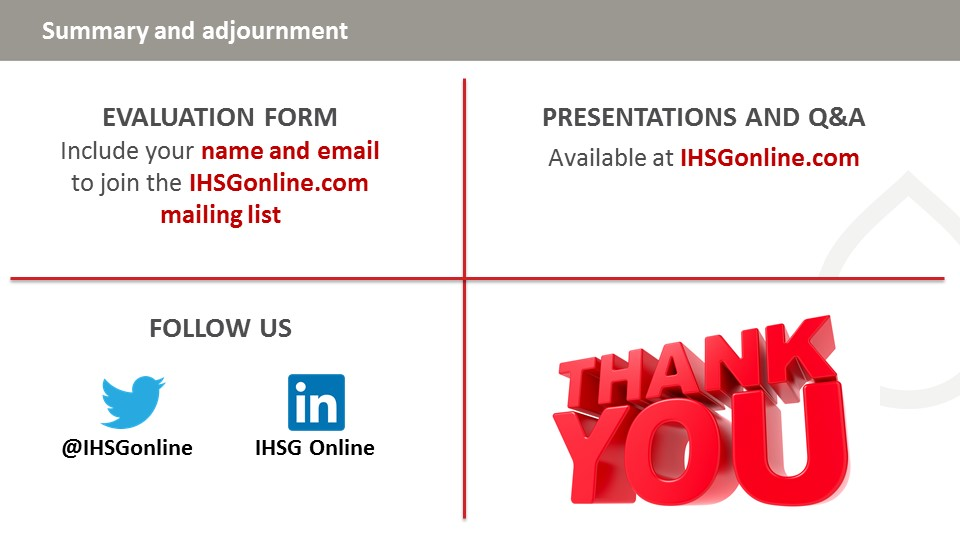 Summary and adjournment
EVALUATION FORM
Include your name and email
to join the IHSGonline.com
mailing list
PRESENTATIONS AND Q&A
Available at IHSGonline.com
FOLLOW US
in
@IHSGonline
IHSG Online
THANK
YOU